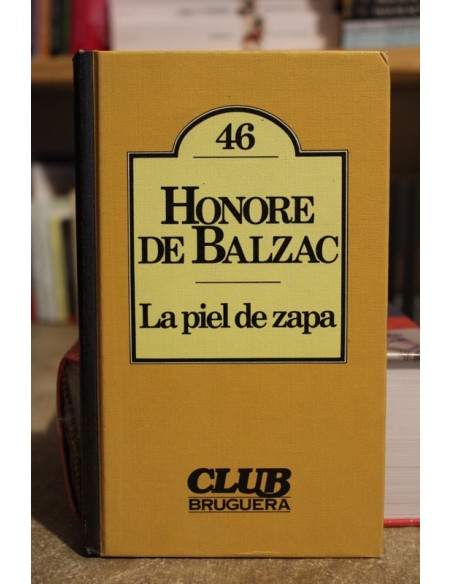 46
HONORE
DE BALZAC
La piel de zapa
CLUB
BRUGUERA